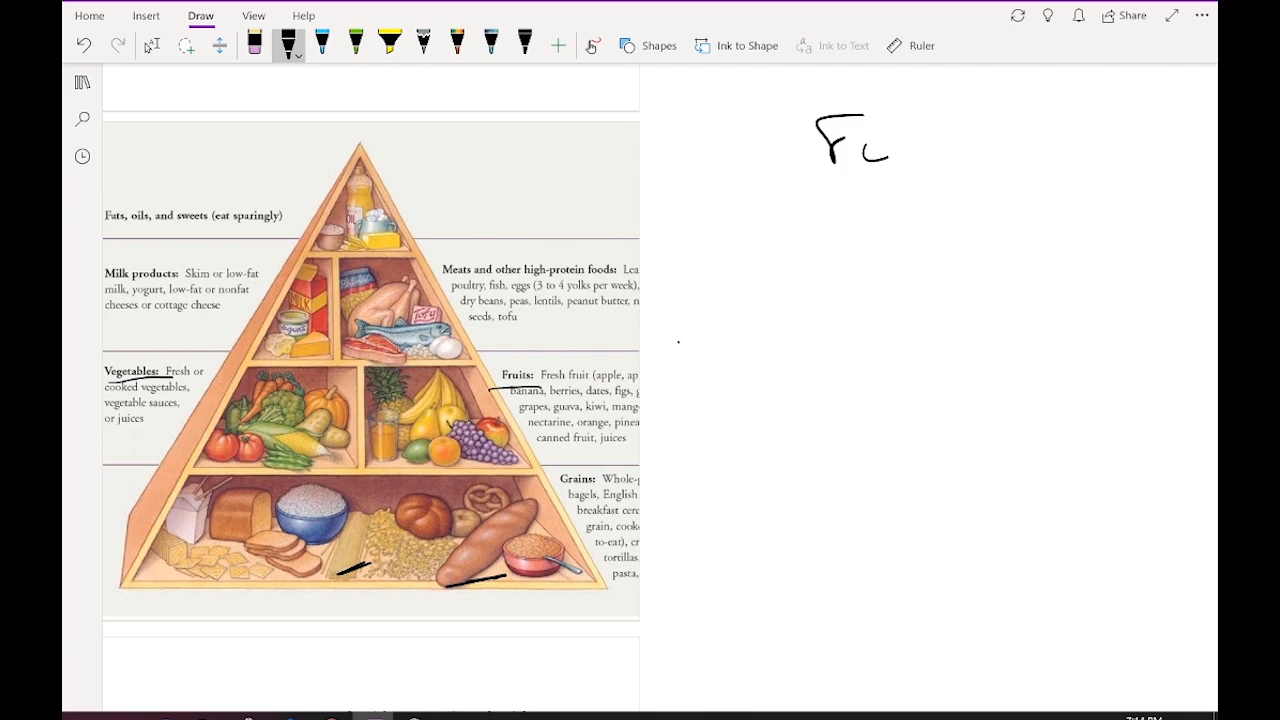 Home Insert Draw View Help
Share
Shapes Ink to Shape Ink to Text Ruler
Fc
Fats, oils, and sweets (eat sparingly)
OIL
Milk products: Skim or low-fat
milk, yogurt, low-fat or nonfat
cheeses or cottage cheese
MILK
Yogurt
Meats and other high-protein foods: Lea
poultry, fish, eggs (3 to 4 yolks per week),
dry beans, peas, lentils, peanut butter, n
seeds, tofu
Tofu
Vegetables: Fresh or
cooked vegetables,
vegetable sauces,
or juices
Fruits: Fresh fruit (apple, ap
banana, berries, dates, figs, g
grapes, guava, kiwi, mang
nectarine, orange, pinea
canned fruit, juices
Grains: Whole-g
bagels, English
breakfast cere
grain, cook
to-eat), cr
tortillas
pasta,